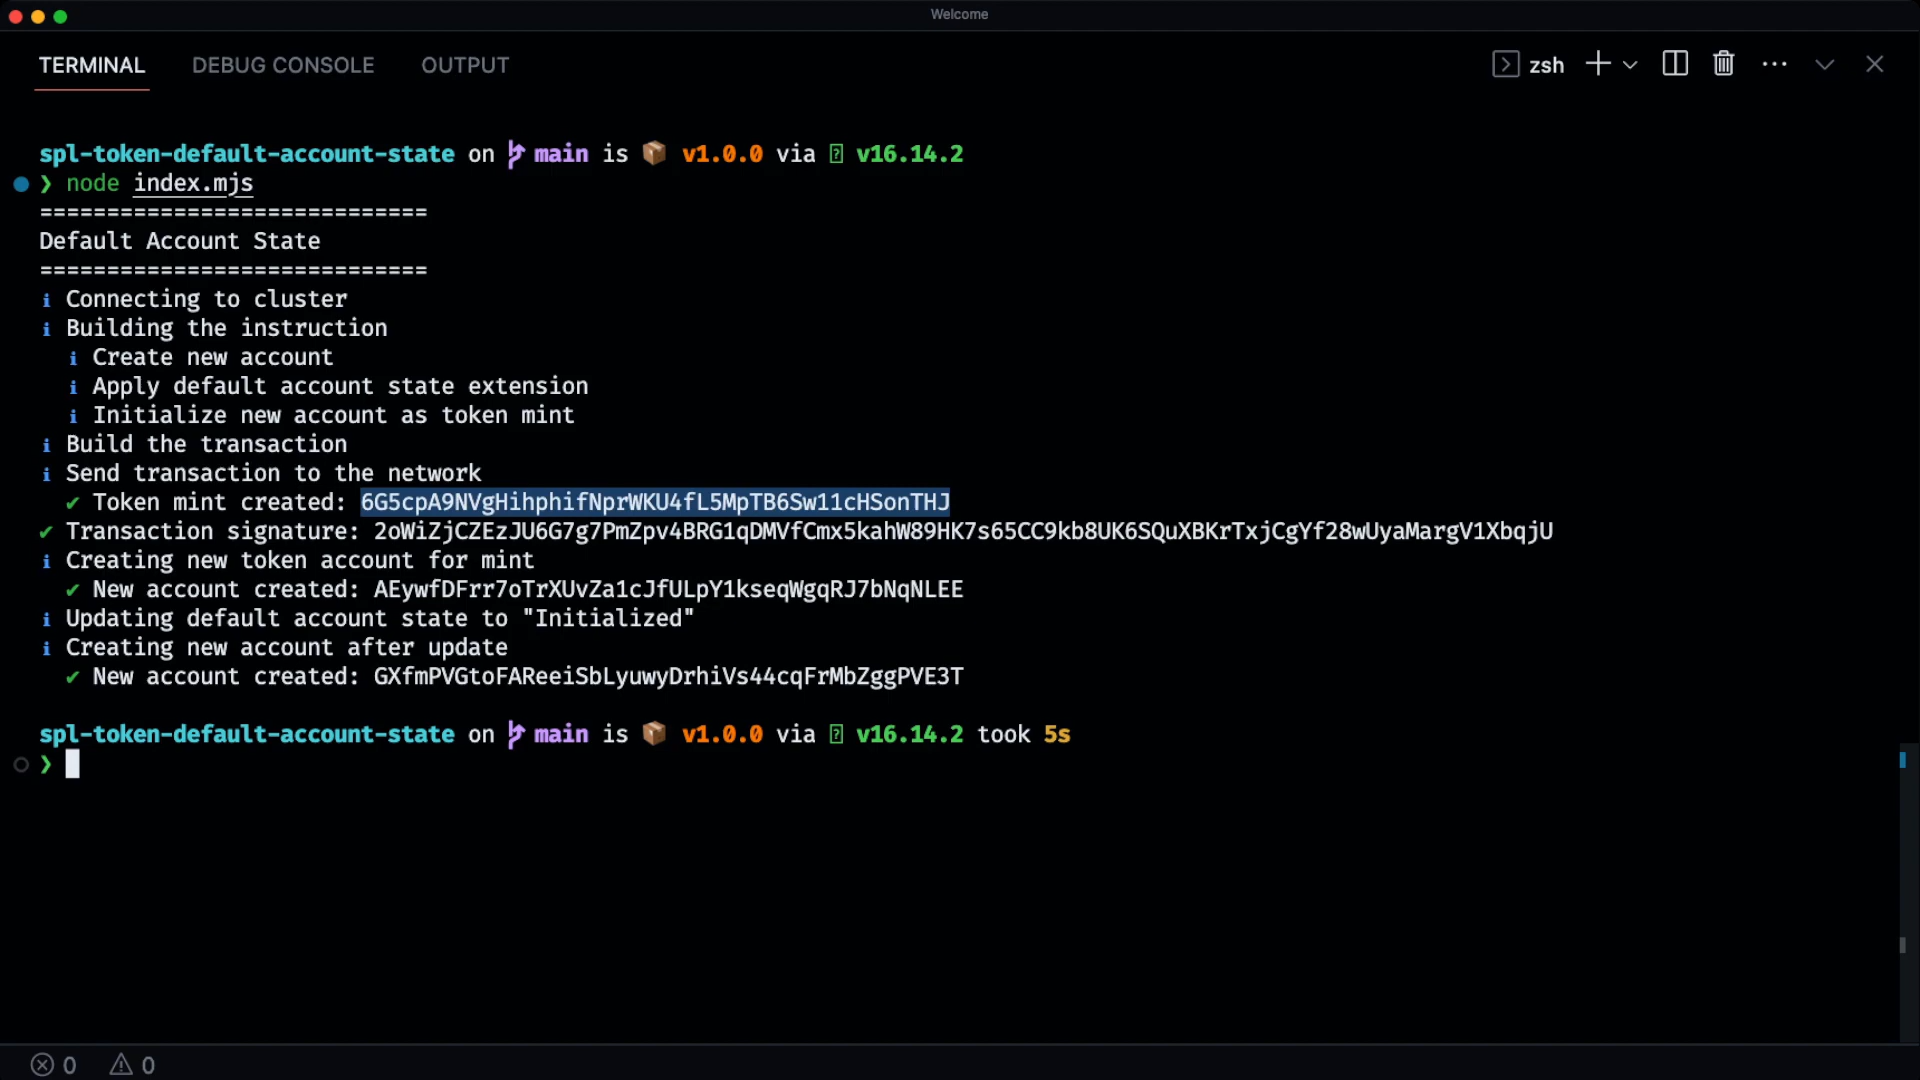 Welcome
TERMINAL DEBUG CONSOLE OUTPUT zsh
spl-token-default-account-state on main is 📦 v1.0.0 via v16.14.2
❯ node index.mjs
=============================
Default Account State
=============================
i Connecting to cluster
i Building the instruction
i Create new account
i Apply default account state extension
i Initialize new account as token mint
i Build the transaction
i Send transaction to the network
✔ Token mint created: 6G5cpA9NVgHihphifNprWKU4fL5MpTB6Sw11cHSonTHJ
✔ Transaction signature: 2oWiZjCZEzJU6G7g7PmZpv4BRG1qDMVfCmx5kahW89HK7s65CC9kb8UK6SQuXBKrTxjCgYf28wUyaMargV1XbqjU
i Creating new token account for mint
✔ New account created: AEywfDFrr7oTrXUvZa1cJfULpY1kseqWgqRJ7bNqNLEE
i Updating default account state to "Initialized"
i Creating new account after update
✔ New account created: GXfmPVGtoFAReeiSbLyuwyDrhiVs44cqFrMbZggPVE3T
spl-token-default-account-state on main is 📦 v1.0.0 via v16.14.2 took 5s
❯
0 0